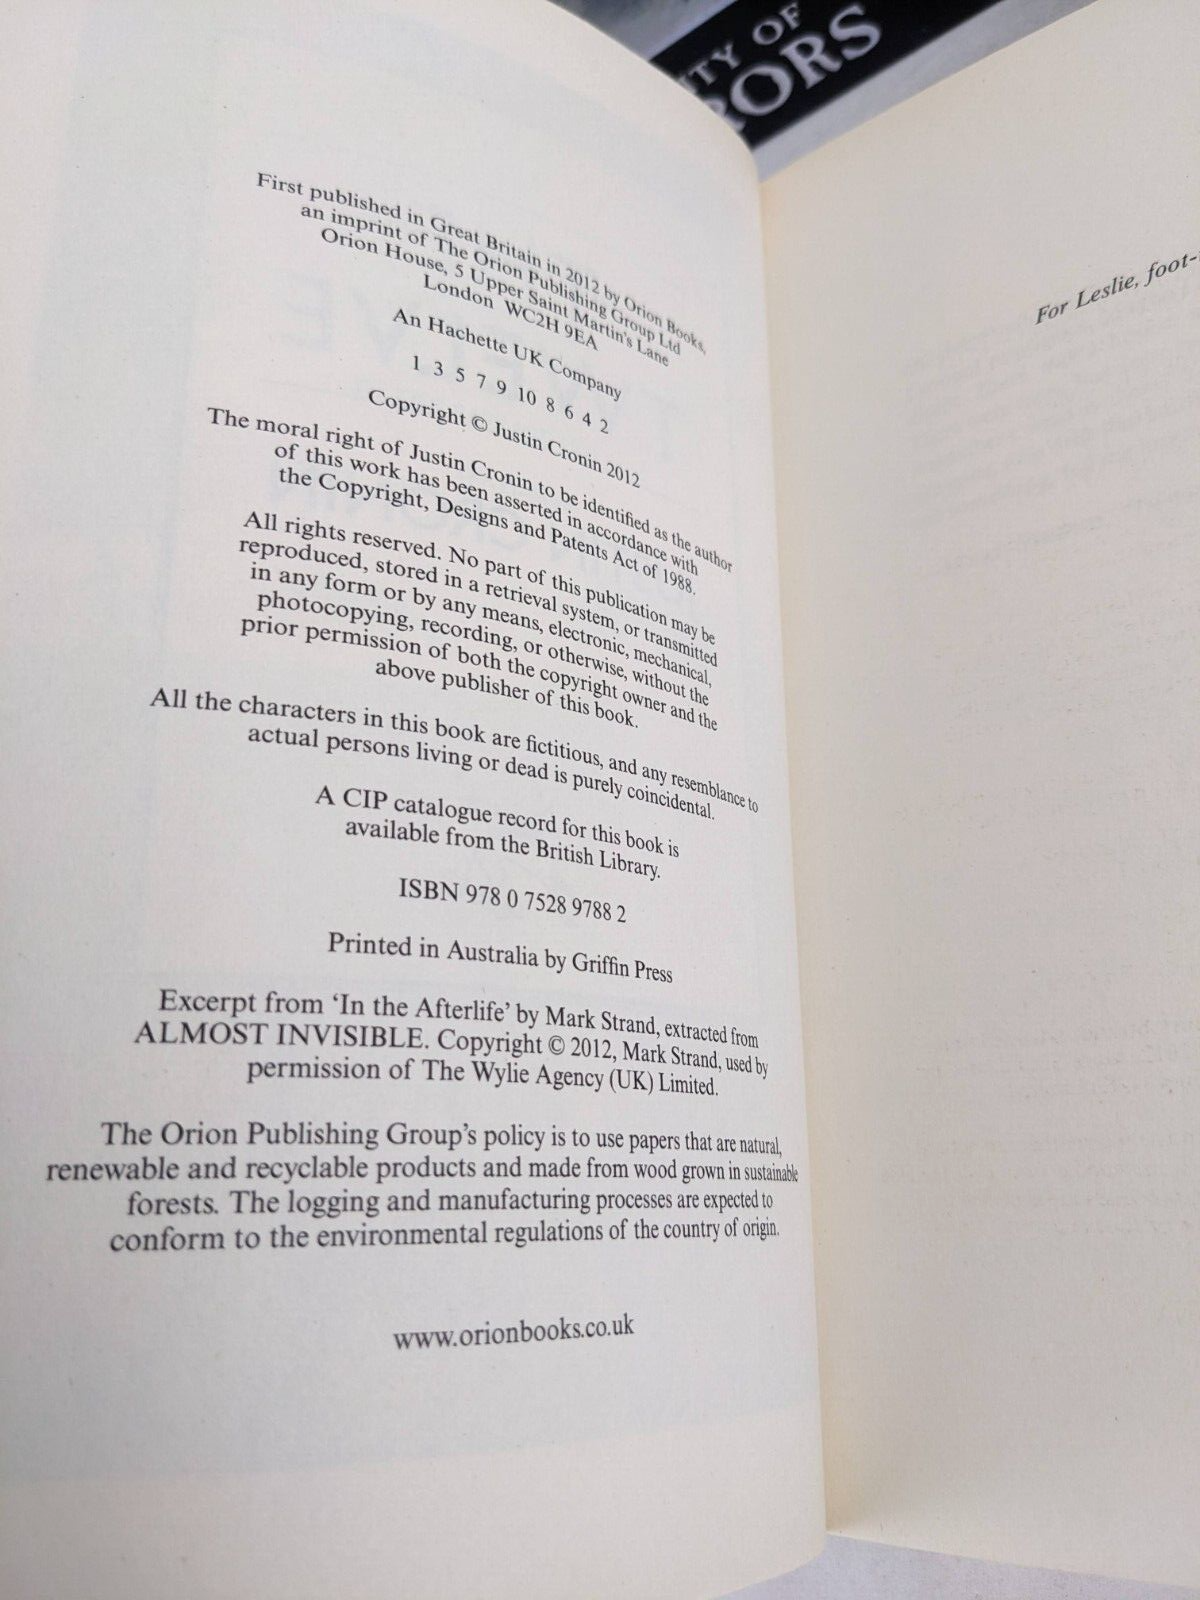 ITY OF
RORS
First published in Great Britain in 2012 by Orion Books,
an imprint of The Orion Publishing Group Ltd
Orion House, 5 Upper Saint Martin's Lane
London WC2H 9EA
An Hachette UK Company
1 3 5 7 9 10 8 6 4 2
Copyright © Justin Cronin 2012
The moral right of Justin Cronin to be identified as the author
of this work has been asserted in accordance with
the Copyright, Designs and Patents Act of 1988.
All rights reserved. No part of this publication may be
reproduced, stored in a retrieval system, or transmitted
in any form or by any means, electronic, mechanical,
photocopying, recording, or otherwise, without the
prior permission of both the copyright owner and the
above publisher of this book.
All the characters in this book are fictitious, and any resemblance to
actual persons living or dead is purely coincidental.
A CIP catalogue record for this book is
available from the British Library.
ISBN 978 0 7528 9788 2
Printed in Australia by Griffin Press
Excerpt from ‘In the Afterlife’ by Mark Strand, extracted from
ALMOST INVISIBLE. Copyright © 2012, Mark Strand, used by
permission of The Wylie Agency (UK) Limited.
The Orion Publishing Group's policy is to use papers that are natural,
renewable and recyclable products and made from wood grown in sustainable
forests. The logging and manufacturing processes are expected to
conform to the environmental regulations of the country of origin.
www.orionbooks.co.uk
For Leslie, foot-